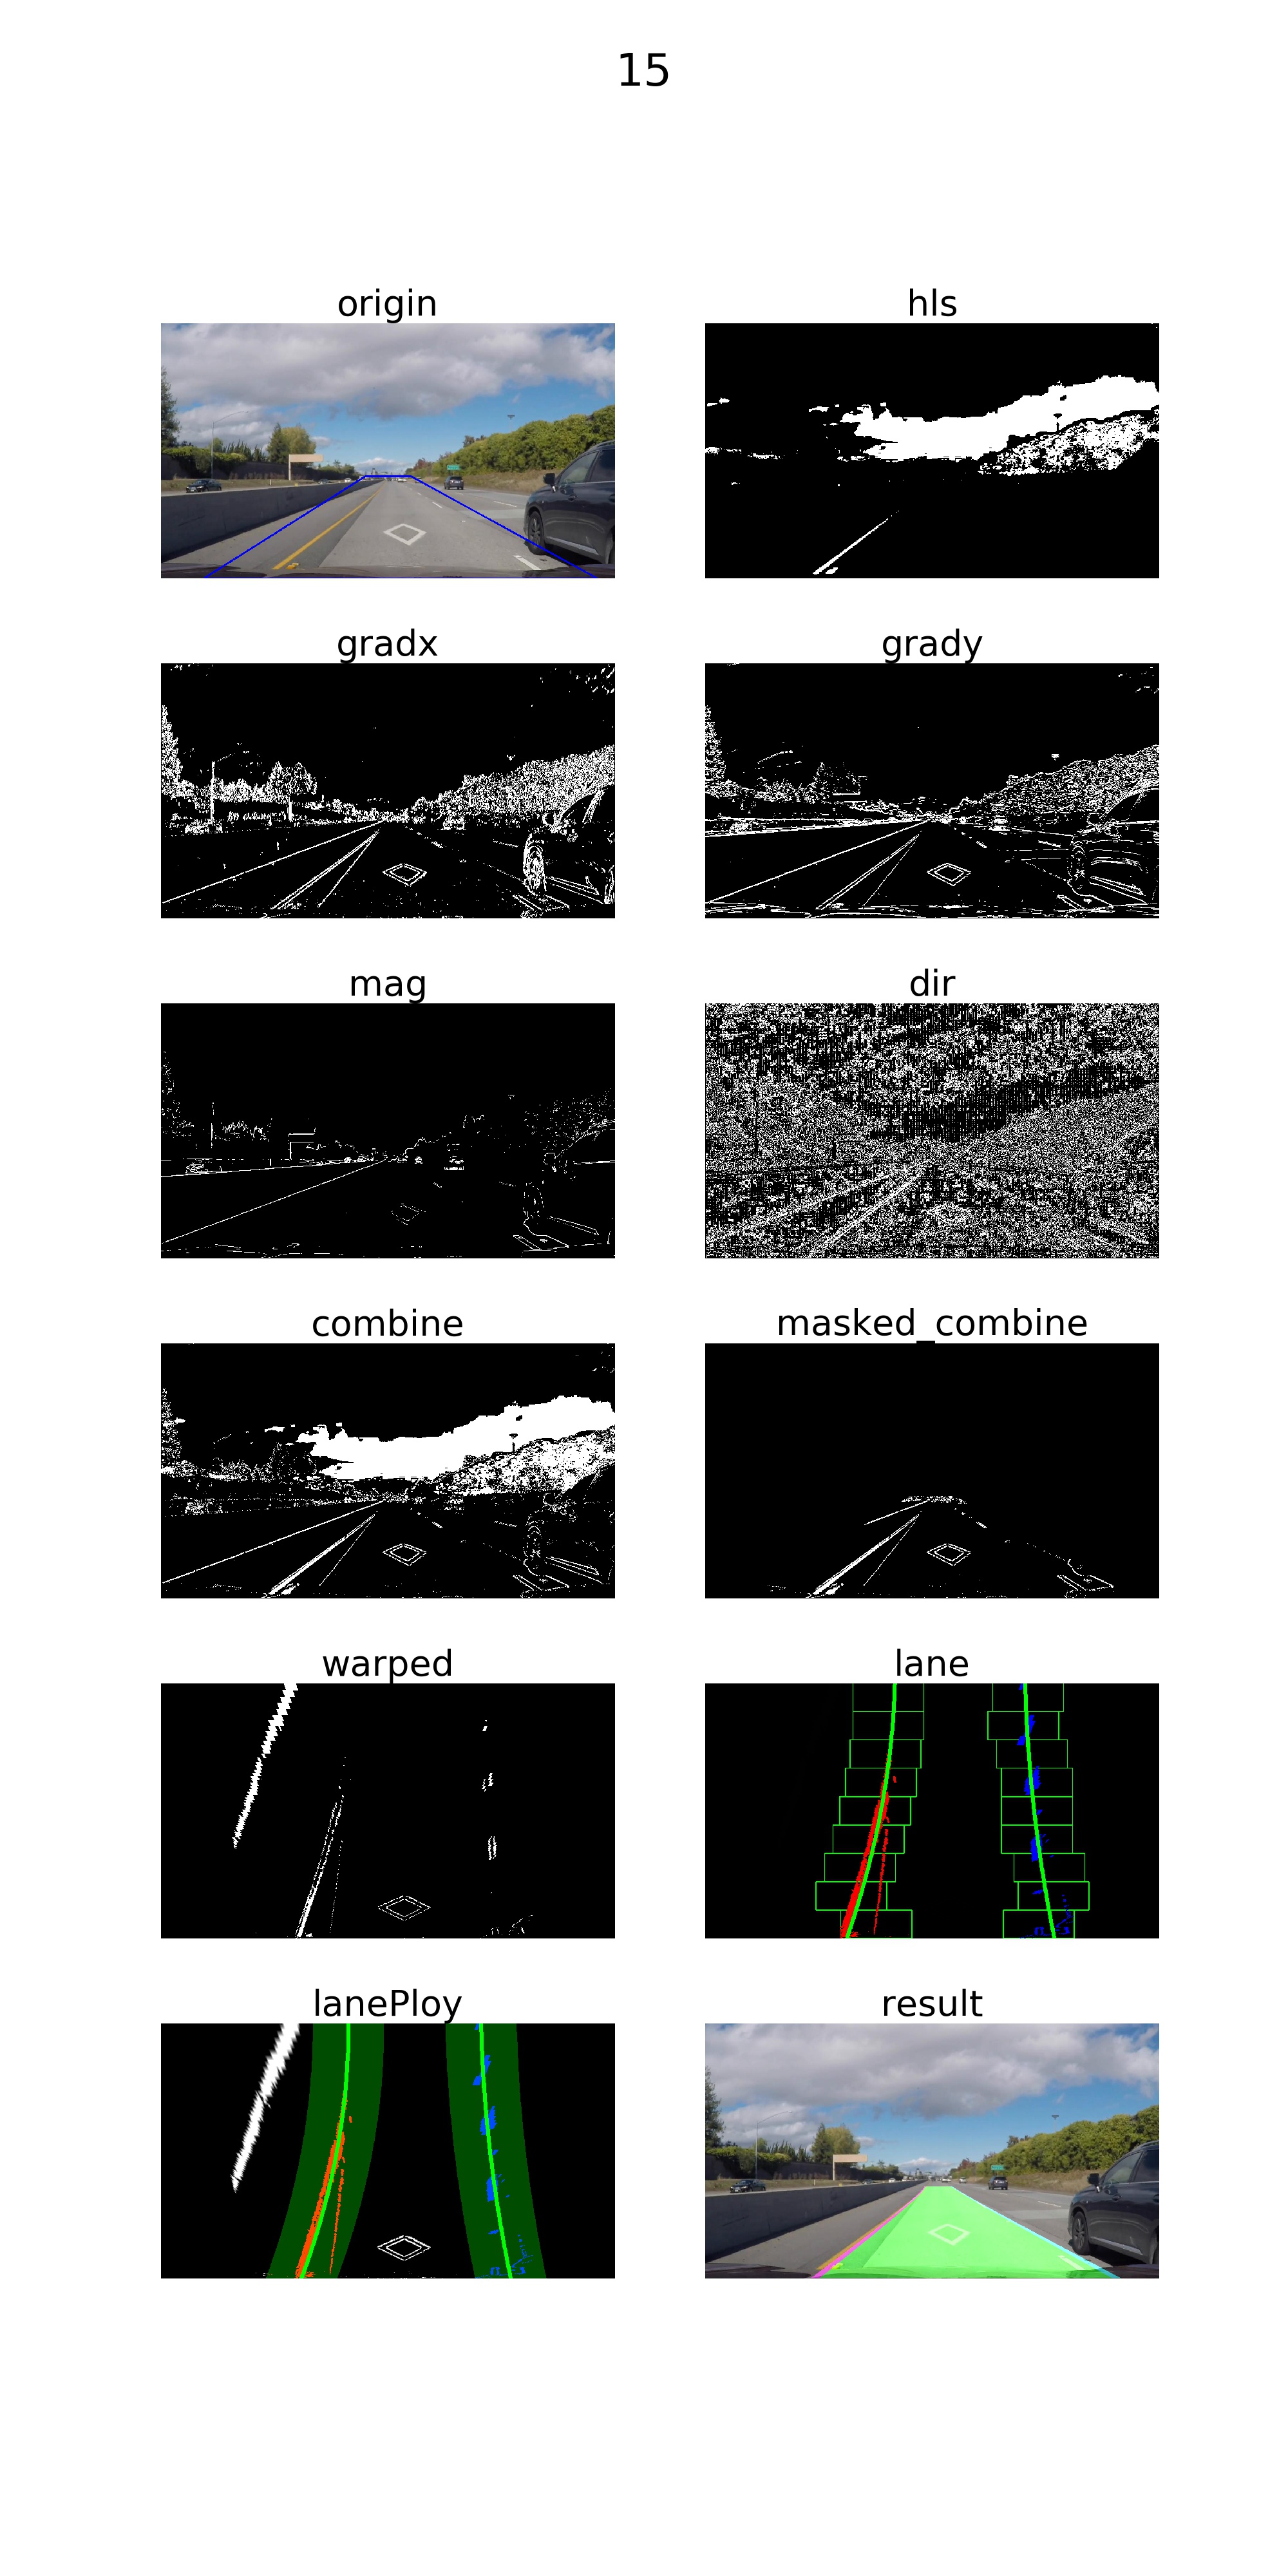 15
origin
hls
gradx
grady
mag
dir
combine
masked_combine
warped
lane
lanePloy
result